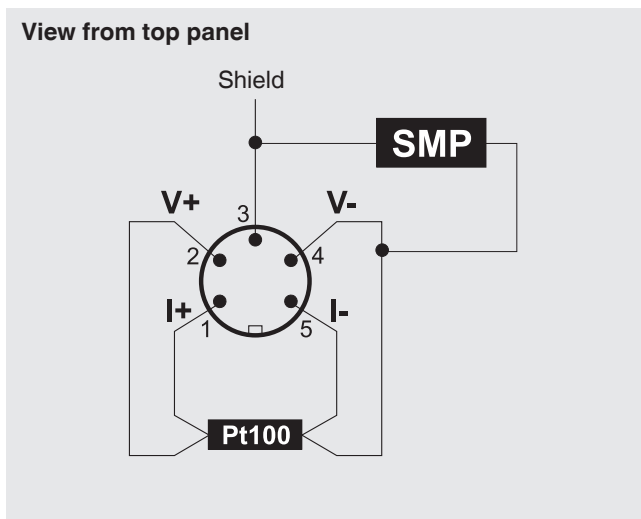 View from top panel
Shield
SMP
V+
3
V-
2
4
I+
I-
1
5
Pt100